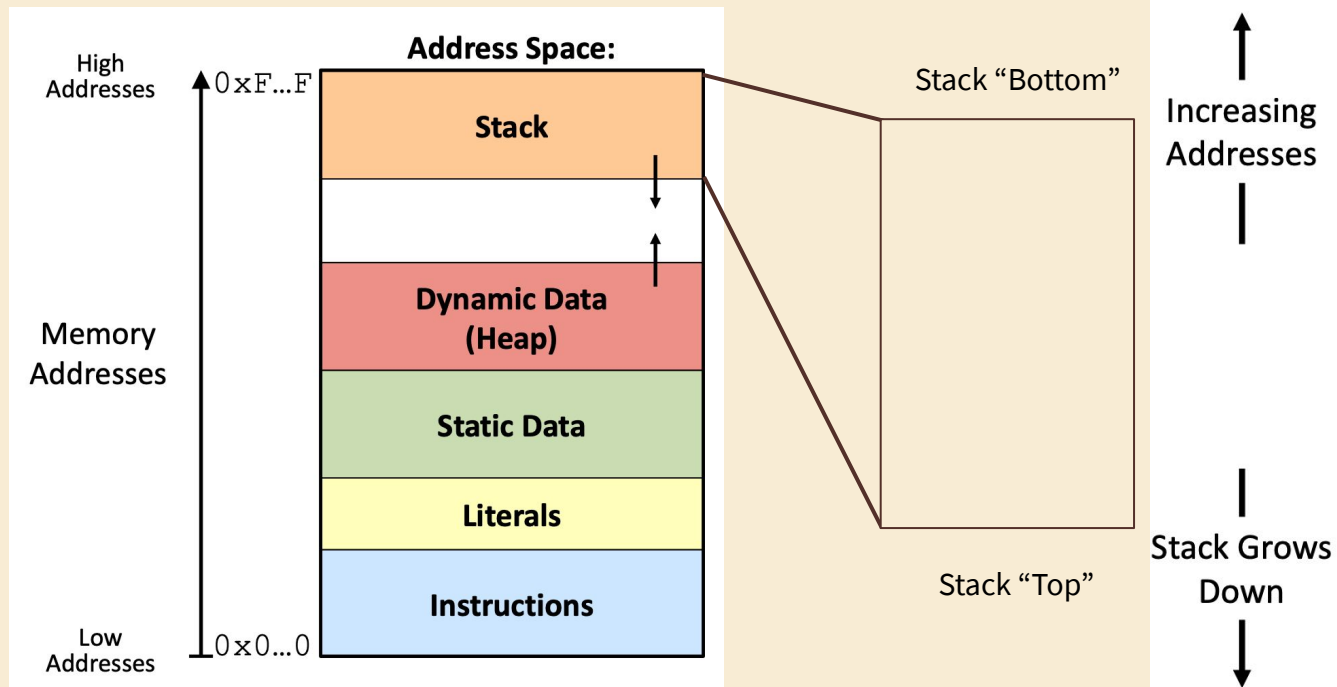 Address Space:
High
Addresses
0xF…F
Stack
Dynamic Data
(Heap)
Static Data
Literals
Instructions
Memory
Addresses
Low
Addresses
0x0…0
Stack “Bottom”
Stack “Top”
Increasing
Addresses
Stack Grows
Down